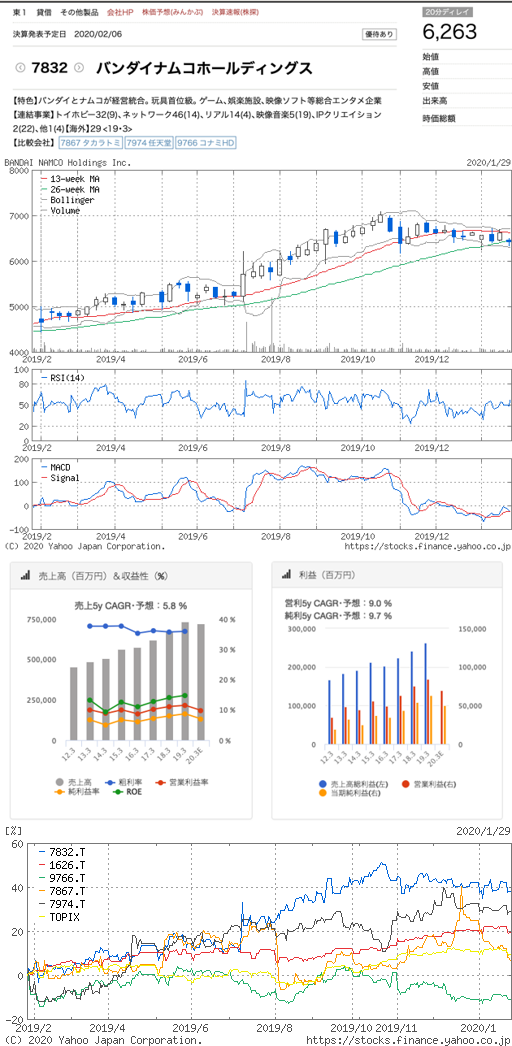 東1 貸借 その他製品 会社HP 株価予想(みんかぶ) 決算速報(株探)
20分ディレイ
6,263
決算発表予定日 2020/02/06
優待あり
始値
高値
安値
出来高
時価総額
7832 バンダイナムコホールディングス
【特色】バンダイとナムコが経営統合。玩具首位級。ゲーム、娯楽施設、映像ソフト等総合エンタメ企業
【連結事業】トイホビー32(9)、ネットワーク46(14)、リアル14(4)、映像音楽5(19)、IPクリエイション
2(22)、他1(4)【海外】29 <19・3>
【比較会社】 7867 タカラトミ 7974 任天堂 9766 コナミHD
BANDAI NAMCO Holdings Inc. 2020/1/29
8000
13-week MA
26-week MA
Bollinger
Volume
7000
6000
5000
4000
2019/2 2019/4 2019/6 2019/8 2019/10 2019/12
100
RSI(14)
80
60
40
20
0
2019/2 2019/4 2019/6 2019/8 2019/10 2019/12
200
MACD
Signal
100
0
-100
2019/2 2019/4 2019/6 2019/8 2019/10 2019/12
(C) 2020 Yahoo Japan Corporation. https://stocks.finance.yahoo.co.jp
売上高（百万円）＆収益性（%）
売上5y CAGR・予想：5.8 %
750,000
500,000
250,000
0
40 %
30 %
20 %
10 %
0 %
12.3 13.3 14.3 15.3 16.3 17.3 18.3 19.3 20.3E
売上高 粗利率 営業利益率
純利益率 ROE
利益（百万円）
営利5y CAGR・予想：9.0 %
純利5y CAGR・予想：9.7 %
300,000
200,000
100,000
0
150,000
100,000
50,000
0
12.3 13.3 14.3 15.3 16.3 17.3 18.3 19.3 20.3E
売上高総利益(左) 営業利益(右)
当期純利益(右)
[%] 2020/1/29
60
7832.T
1626.T
9766.T
7867.T
7974.T
TOPIX
40
20
0
-20
2019/2 2019/4 2019/6 2019/8 2019/10 2019/11 2020/1
(C) 2020 Yahoo Japan Corporation. https://stocks.finance.yahoo.co.jp